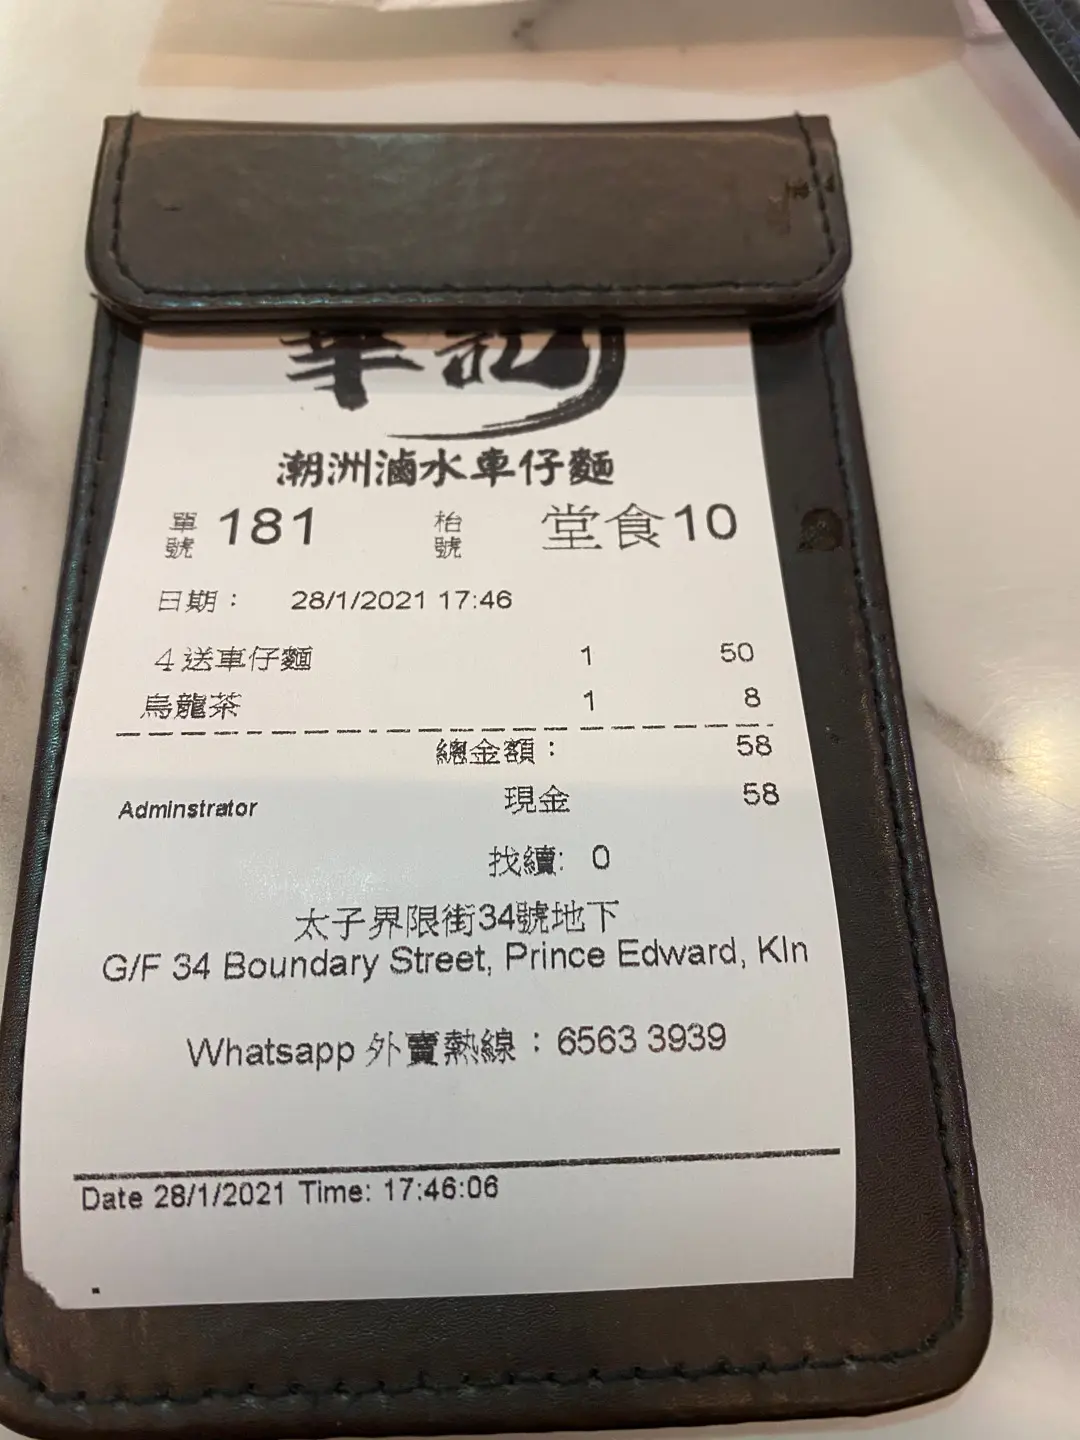 華記
潮洲滷水車仔麵
單號 181 枱號 堂食10
日期： 28/1/2021 17:46
4送車仔麵 1 50
烏龍茶 1 8
總金額： 58
Adminstrator 現金 58
找續: 0
太子界限街34號地下
G/F 34 Boundary Street, Prince Edward, Kln
Whatsapp 外賣熱線：6563 3939
Date 28/1/2021 Time: 17:46:06